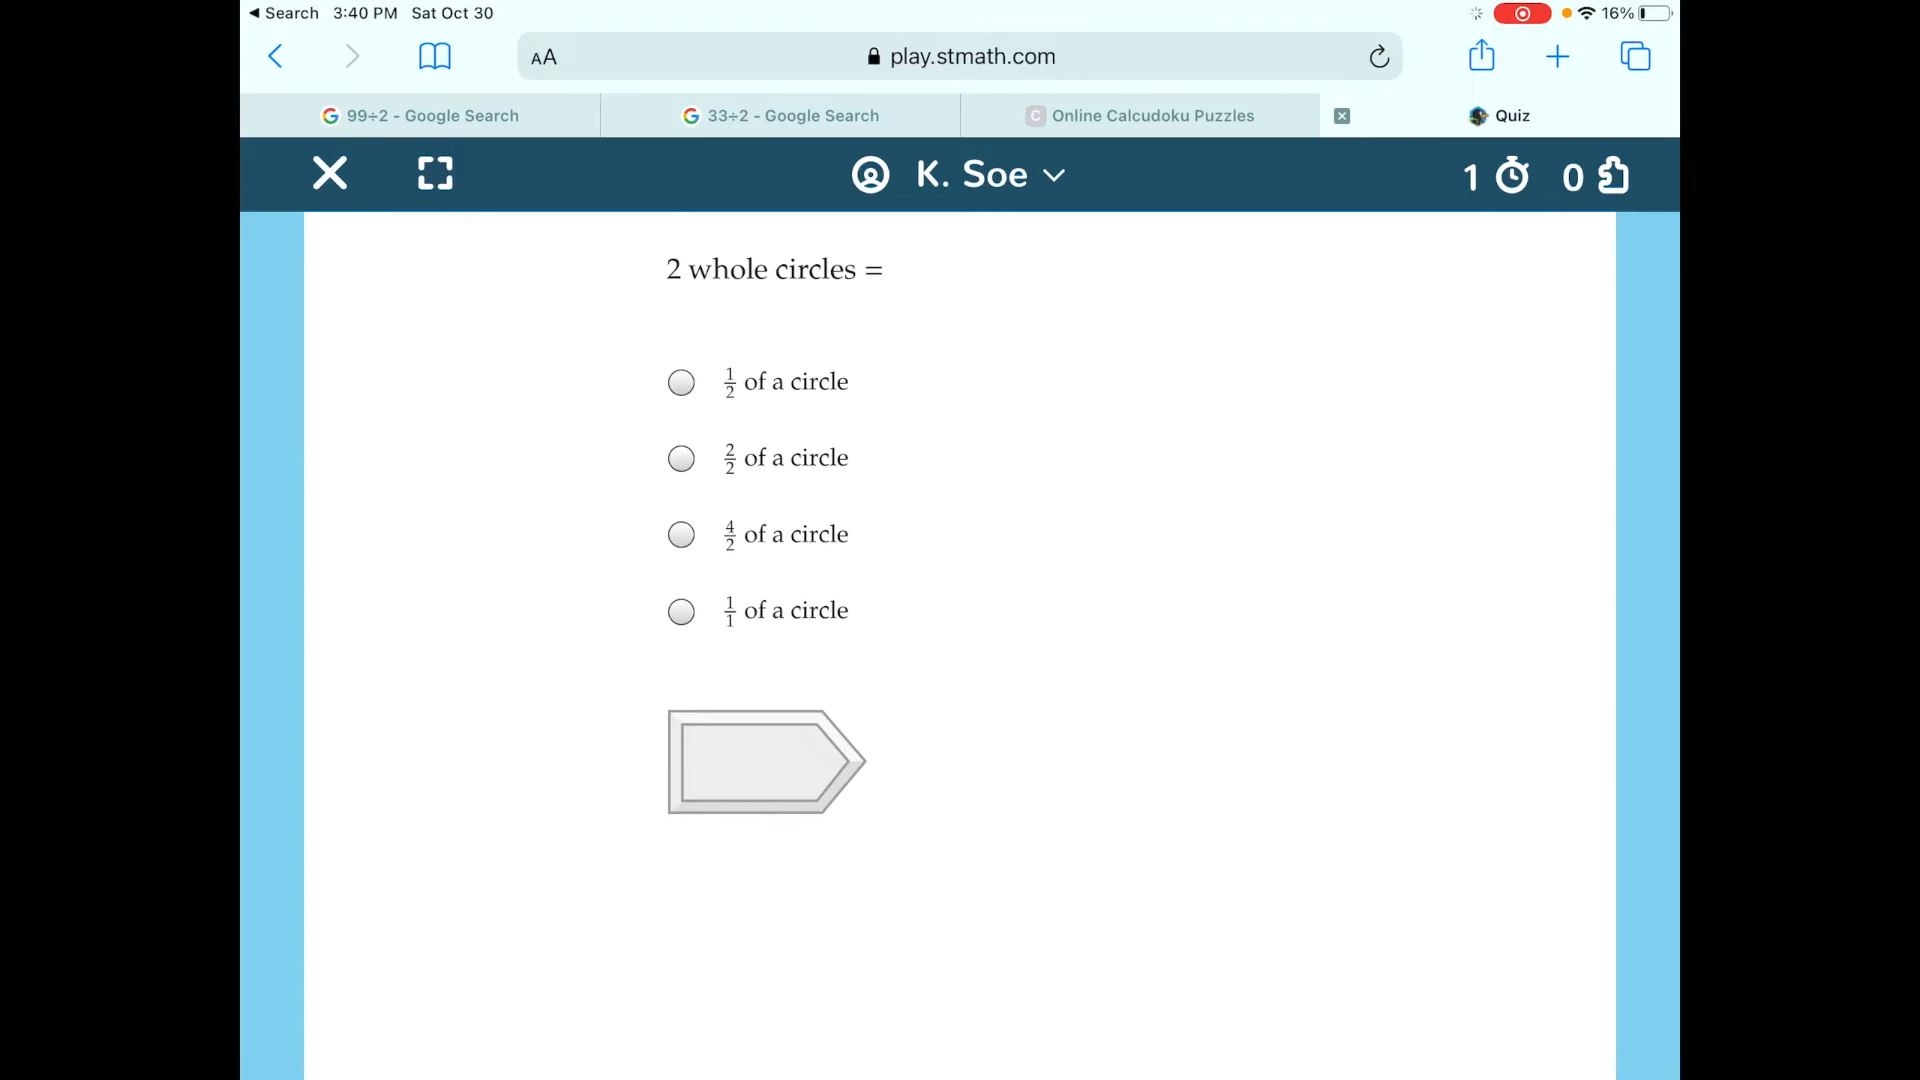 ◀ Search 3:40 PM Sat Oct 30 16%
AA play.stmath.com
99÷2 - Google Search 33÷2 - Google Search C Online Calcudoku Puzzles Quiz
K. Soe 1 0
2 whole circles =
1/2 of a circle
2/2 of a circle
4/2 of a circle
1/1 of a circle